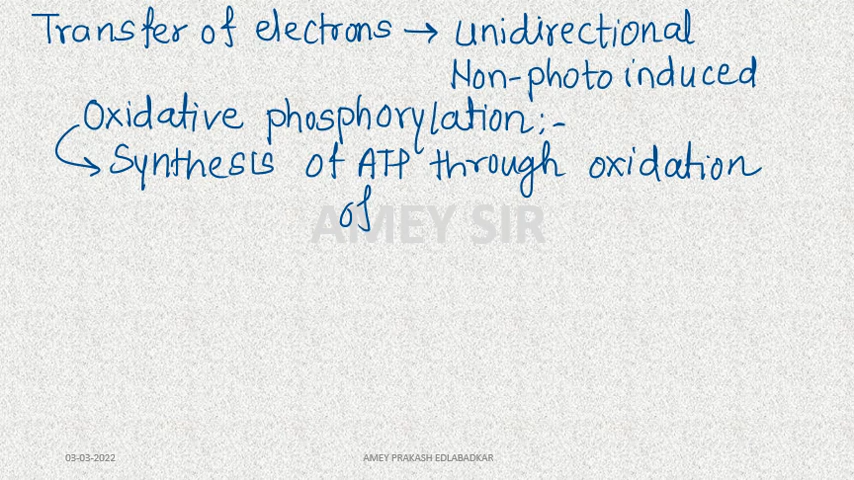 Transfer of electrons → unidirectional
Non-photo induced
Oxidative phosphorylation:-
↳ Synthesis of ATP through oxidation
of
AMEY SIR
03-03-2022 AMEY PRAKASH EDLABADKAR